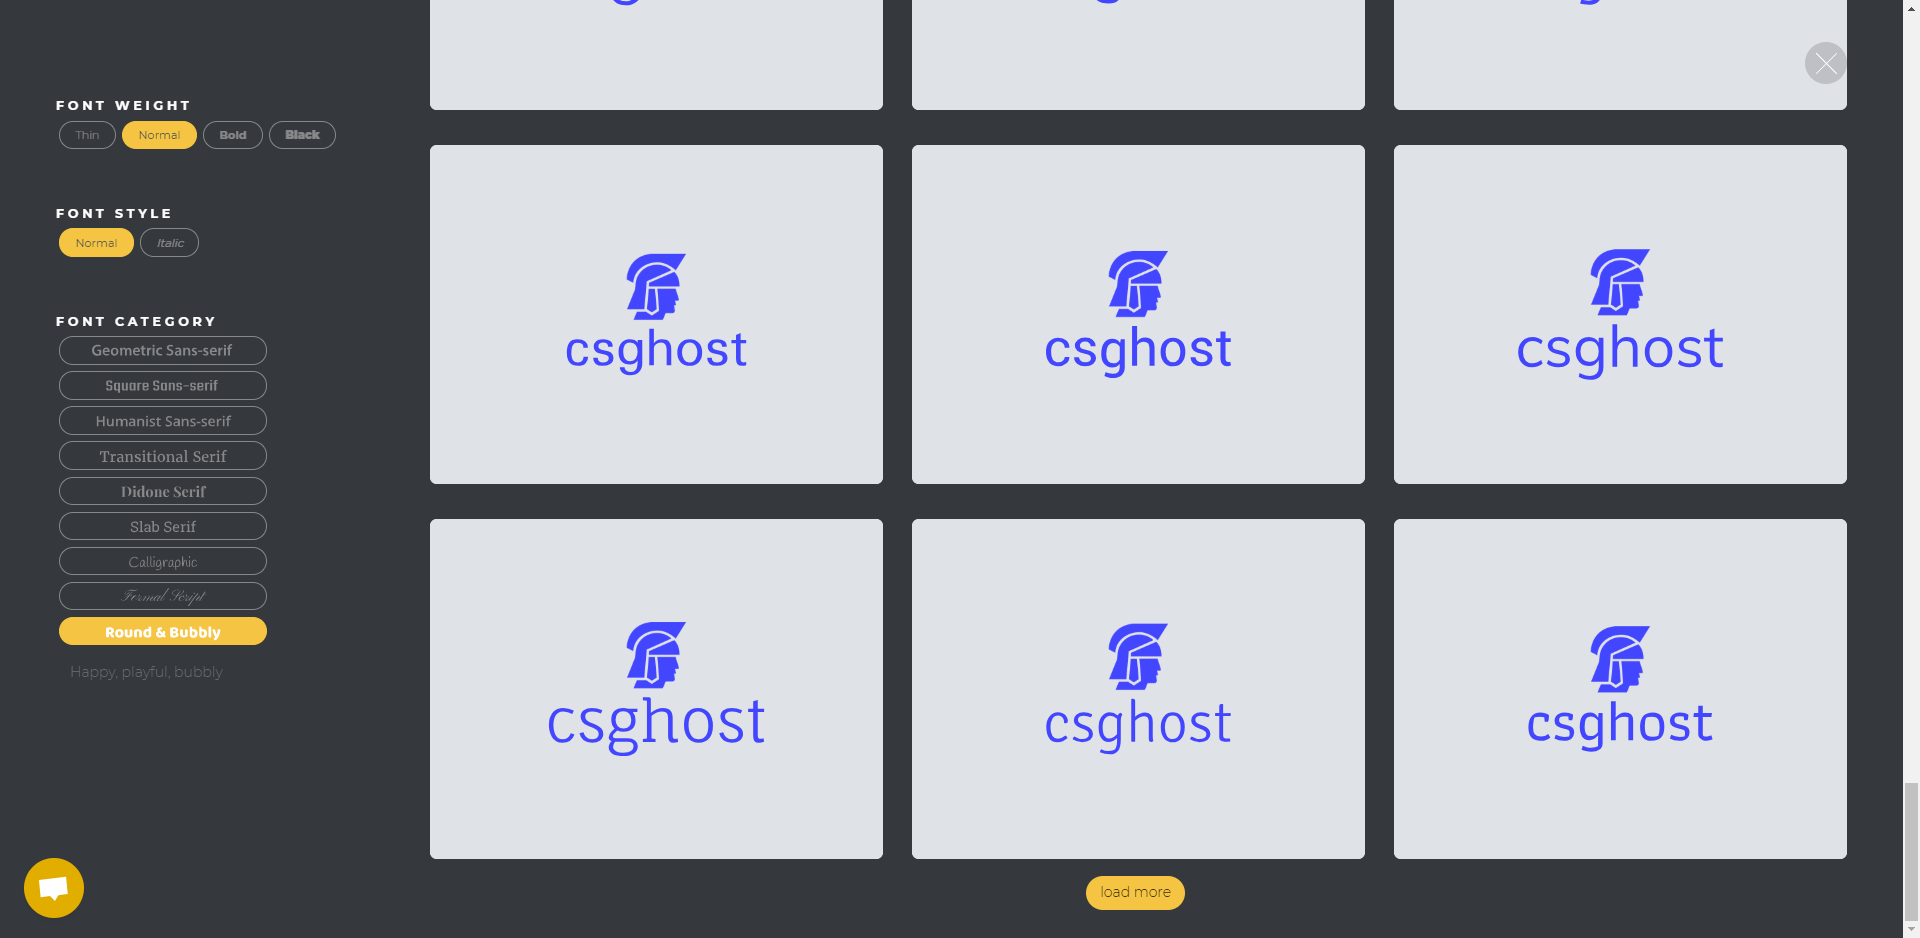 FONT WEIGHT
Thin Normal Bold Black
FONT STYLE
Normal Italic
FONT CATEGORY
Geometric Sans-serif
Square Sans-serif
Humanist Sans-serif
Transitional Serif
Didone Serif
Slab Serif
Calligraphic
Formal Script
Round & Bubbly
Happy, playful, bubbly
csghost csghost csghost
csghost csghost csghost
load more